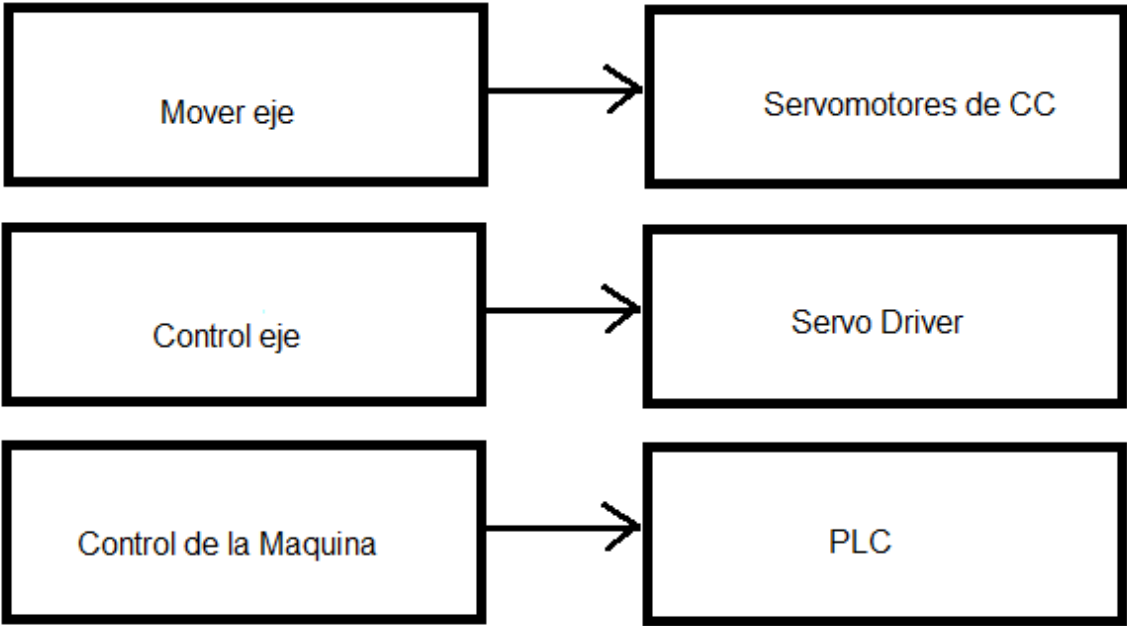 Mover eje
Servomotores de CC
Control eje
Servo Driver
Control de la Maquina
PLC